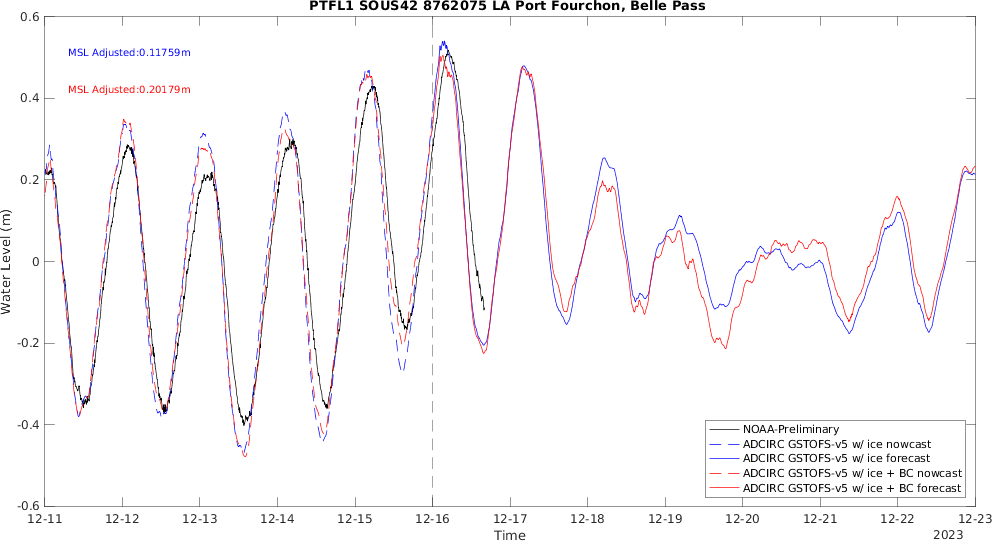 PTFL1 SOUS42 8762075 LA Port Fourchon, Belle Pass
0.6
MSL Adjusted:0.11759m
MSL Adjusted:0.20179m
0.4
0.2
0
-0.2
-0.4
-0.6
Water Level (m)
NOAA-Preliminary
ADCIRC GSTOFS-v5 w/ ice nowcast
ADCIRC GSTOFS-v5 w/ ice forecast
ADCIRC GSTOFS-v5 w/ ice + BC nowcast
ADCIRC GSTOFS-v5 w/ ice + BC forecast
12-11 12-12 12-13 12-14 12-15 12-16 12-17 12-18 12-19 12-20 12-21 12-22 12-23
Time
2023